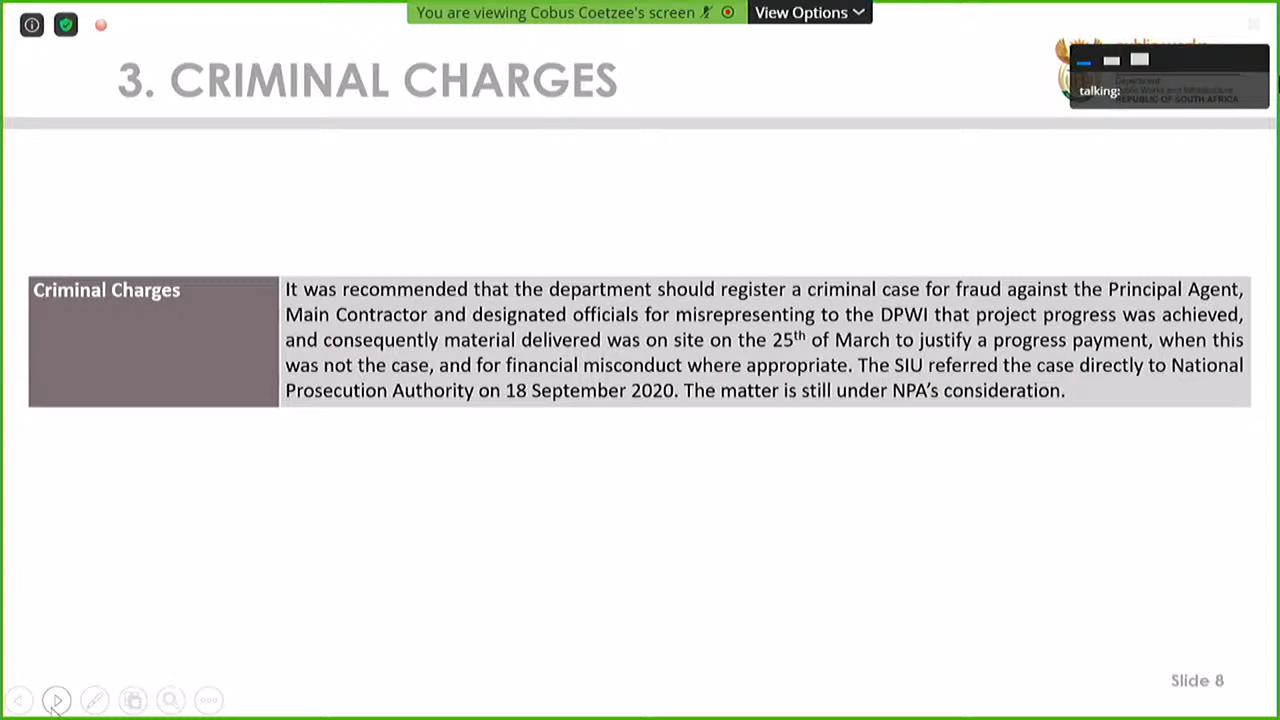 You are viewing Cobus Coetzee's screen
View Options
3. CRIMINAL CHARGES
talking:
Department:
Public Works and Infrastructure
REPUBLIC OF SOUTH AFRICA
Criminal Charges
It was recommended that the department should register a criminal case for fraud against the Principal Agent,
Main Contractor and designated officials for misrepresenting to the DPWI that project progress was achieved,
and consequently material delivered was on site on the 25th of March to justify a progress payment, when this
was not the case, and for financial misconduct where appropriate. The SIU referred the case directly to National
Prosecution Authority on 18 September 2020. The matter is still under NPA's consideration.
Slide 8